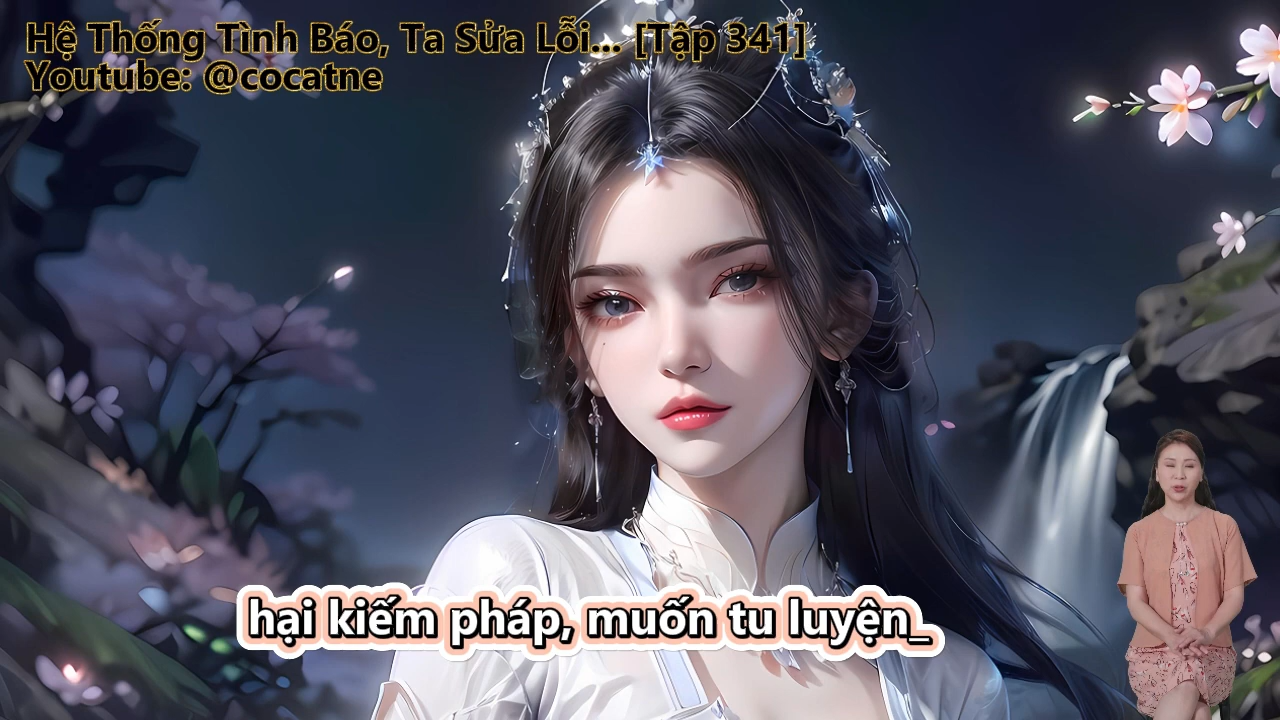 Hệ Thống Tình Báo, Ta Sửa Lỗi... [Tập 341]
Youtube: @cocatne
hại kiếm pháp, muốn tu luyện_